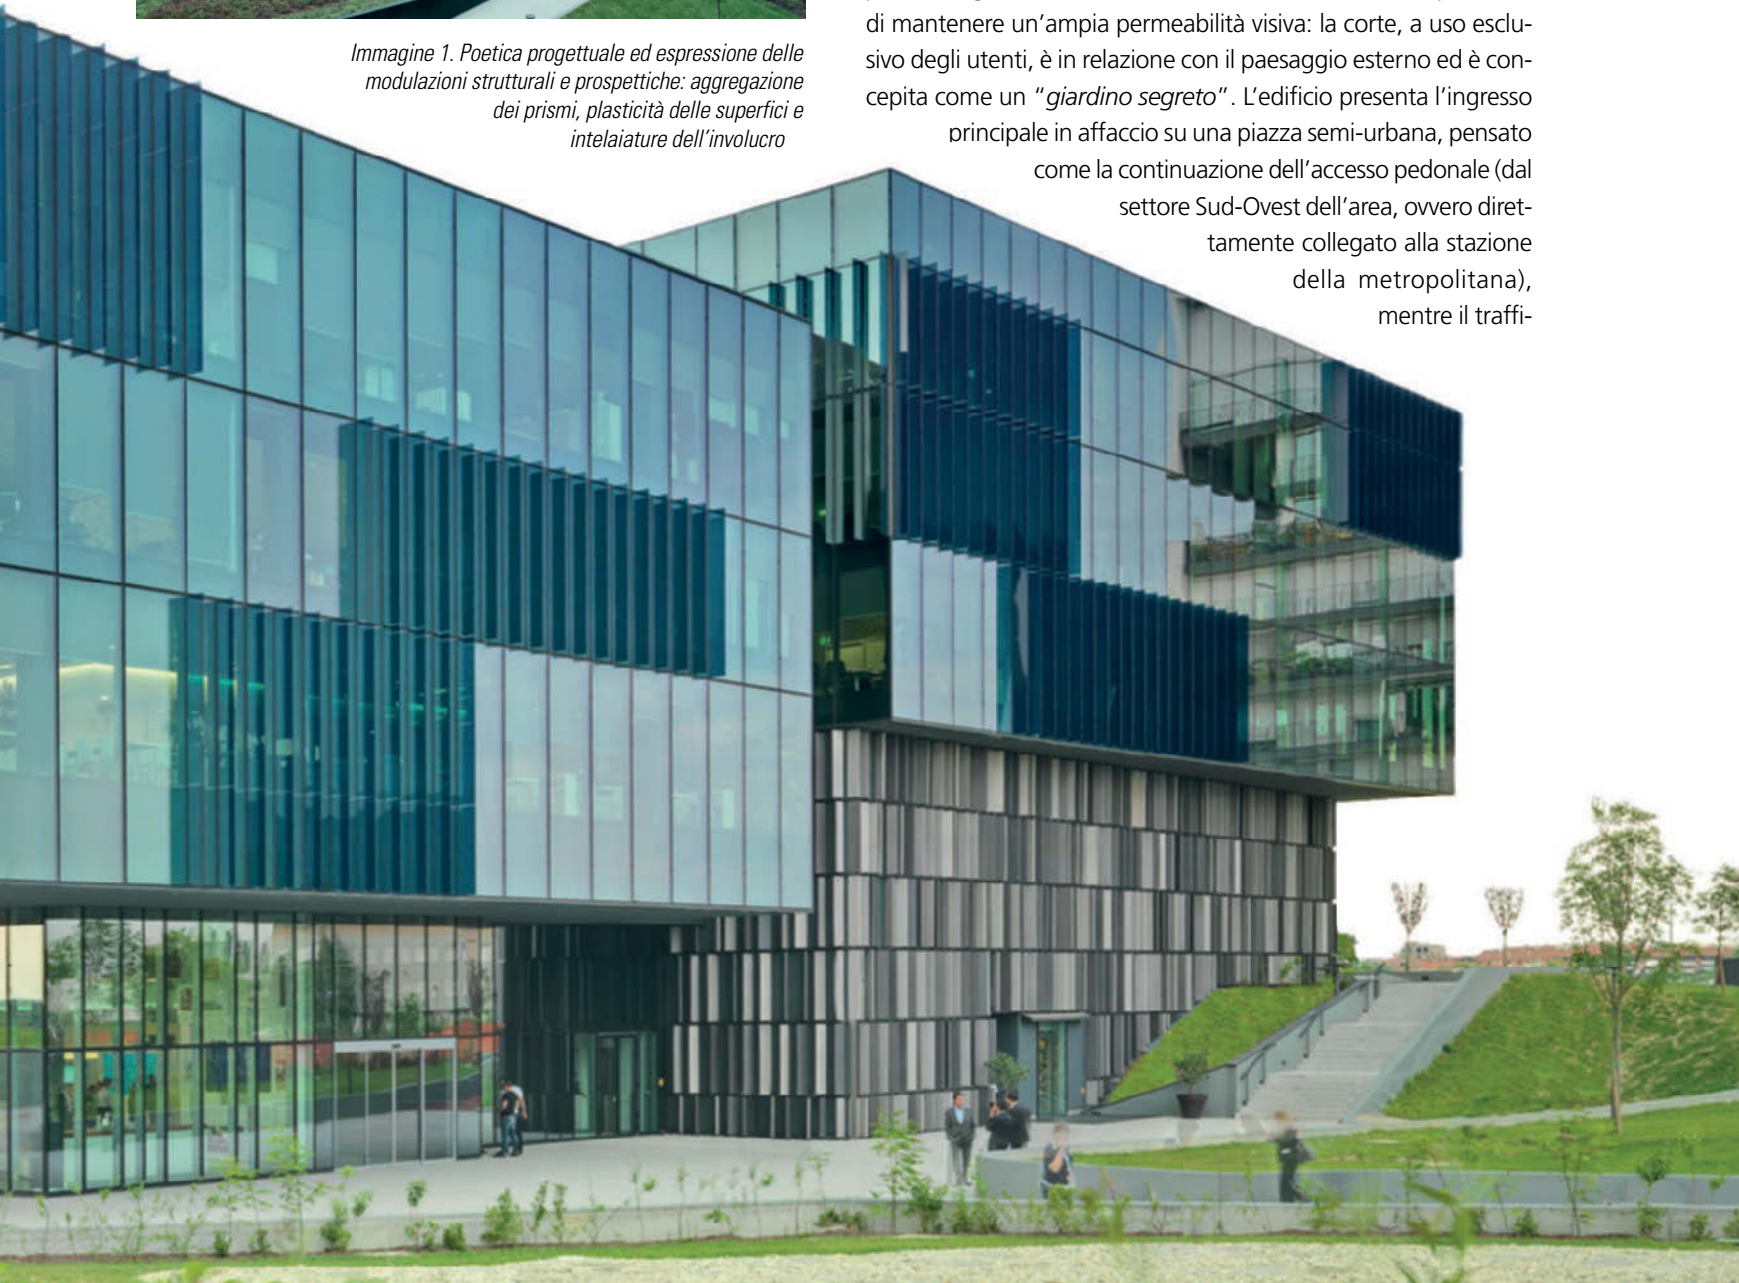 Immagine 1. Poetica progettuale ed espressione delle
modulazioni strutturali e prospettiche: aggregazione
dei prismi, plasticità delle superfici e
intelaiature dell'involucro
di mantenere un'ampia permeabilità visiva: la corte, a uso esclu-
sivo degli utenti, è in relazione con il paesaggio esterno ed è con-
cepita come un "giardino segreto". L'edificio presenta l'ingresso
principale in affaccio su una piazza semi-urbana, pensato
come la continuazione dell'accesso pedonale (dal
settore Sud-Ovest dell'area, ovvero diret-
tamente collegato alla stazione
della metropolitana),
mentre il traffi-